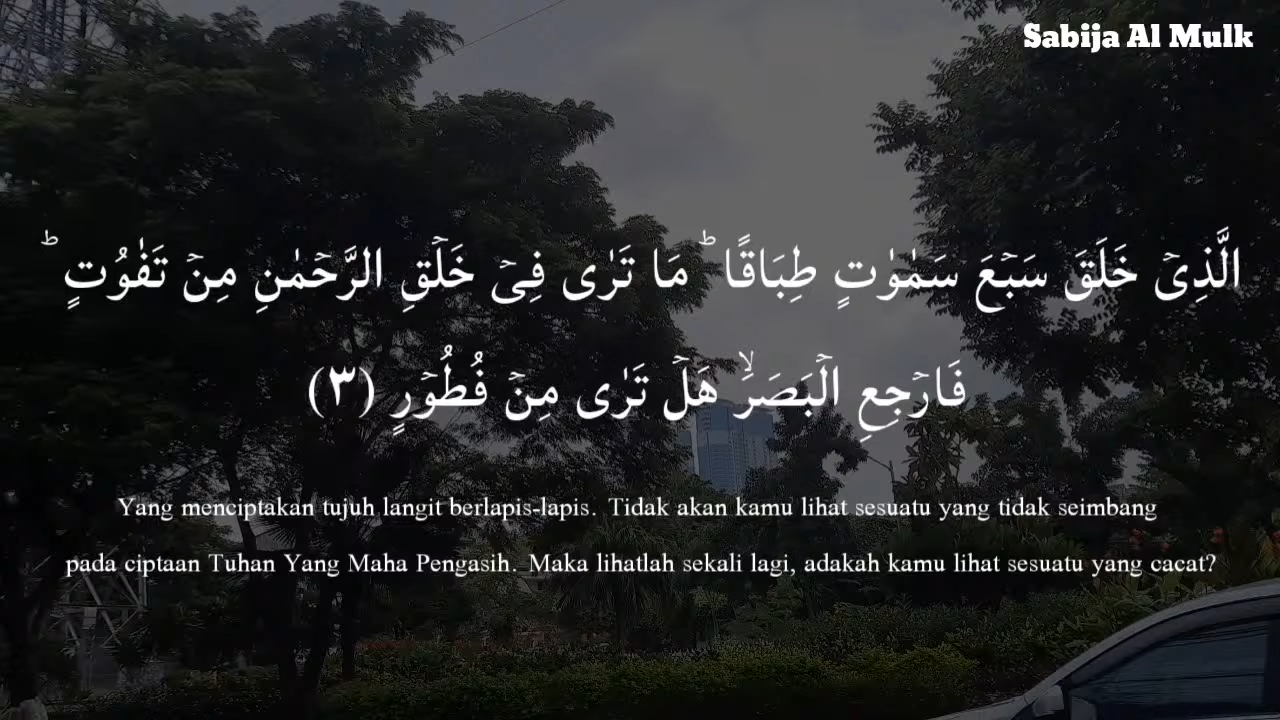 Sabija Al Mulk
الَّذِيْ خَلَقَ سَبْعَ سَمٰوٰتٍ طِبَاقًا ۗ مَا تَرٰى فِيْ خَلْقِ الرَّحْمٰنِ مِنْ تَفٰوُتٍ ۗ
فَارْجِعِ الْبَصَرَۙ هَلْ تَرٰى مِنْ فُطُوْرٍ (٣)
Yang menciptakan tujuh langit berlapis-lapis. Tidak akan kamu lihat sesuatu yang tidak seimbang
pada ciptaan Tuhan Yang Maha Pengasih. Maka lihatlah sekali lagi, adakah kamu lihat sesuatu yang cacat?